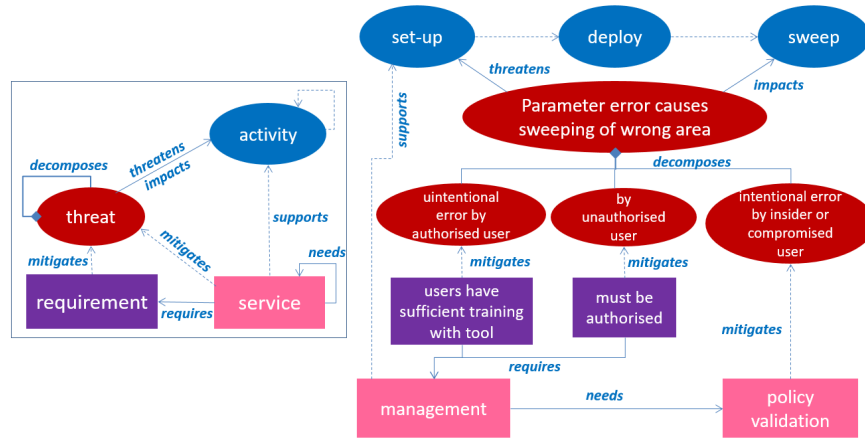 set-up
deploy
sweep
threatens
impacts
Parameter error causes
sweeping of wrong area
supports
decomposes
uintentional error by
authorised user
by
unauthorised
user
intentional error
by insider or
compromised
user
mitigates
mitigates
users have
sufficient training
with tool
must be
authorised
mitigates
requires
management
needs
policy
validation
activity
decomposes
threatens
impacts
threat
supports
mitigates
mitigates
needs
requirement
service
requires